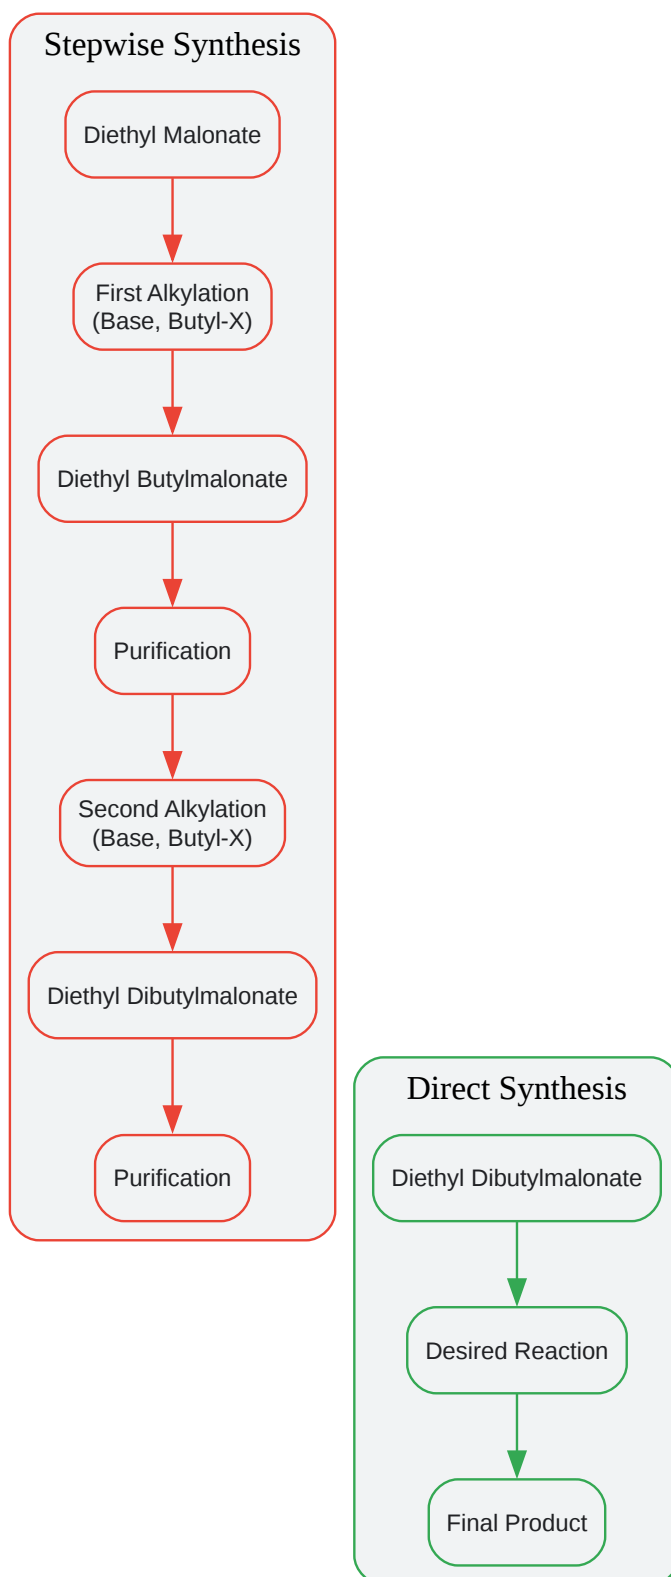 Stepwise Synthesis
Diethyl Malonate
First Alkylation
(Base, Butyl-X)
Diethyl Butylmalonate
Purification
Second Alkylation
(Base, Butyl-X)
Diethyl Dibutylmalonate
Purification
Direct Synthesis
Diethyl Dibutylmalonate
Desired Reaction
Final Product